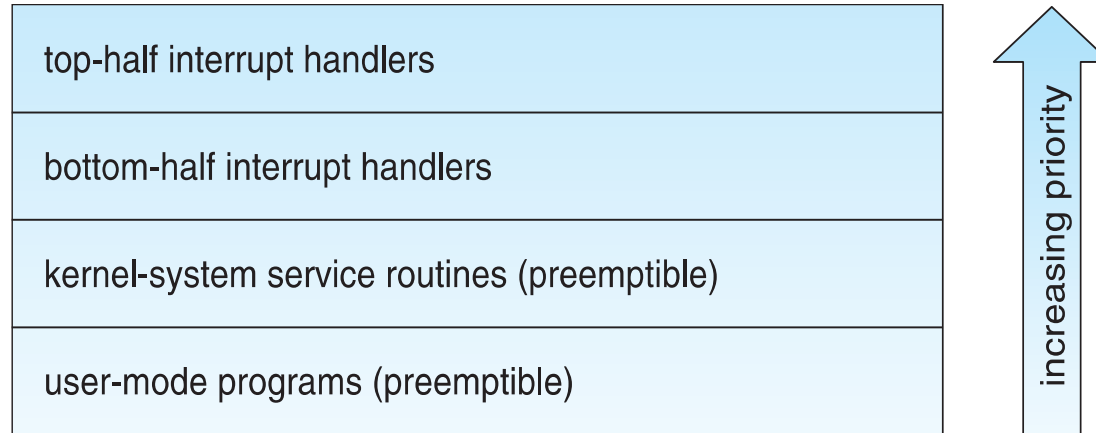 top-half interrupt handlers
bottom-half interrupt handlers
kernel-system service routines (preemptible)
user-mode programs (preemptible)
increasing priority